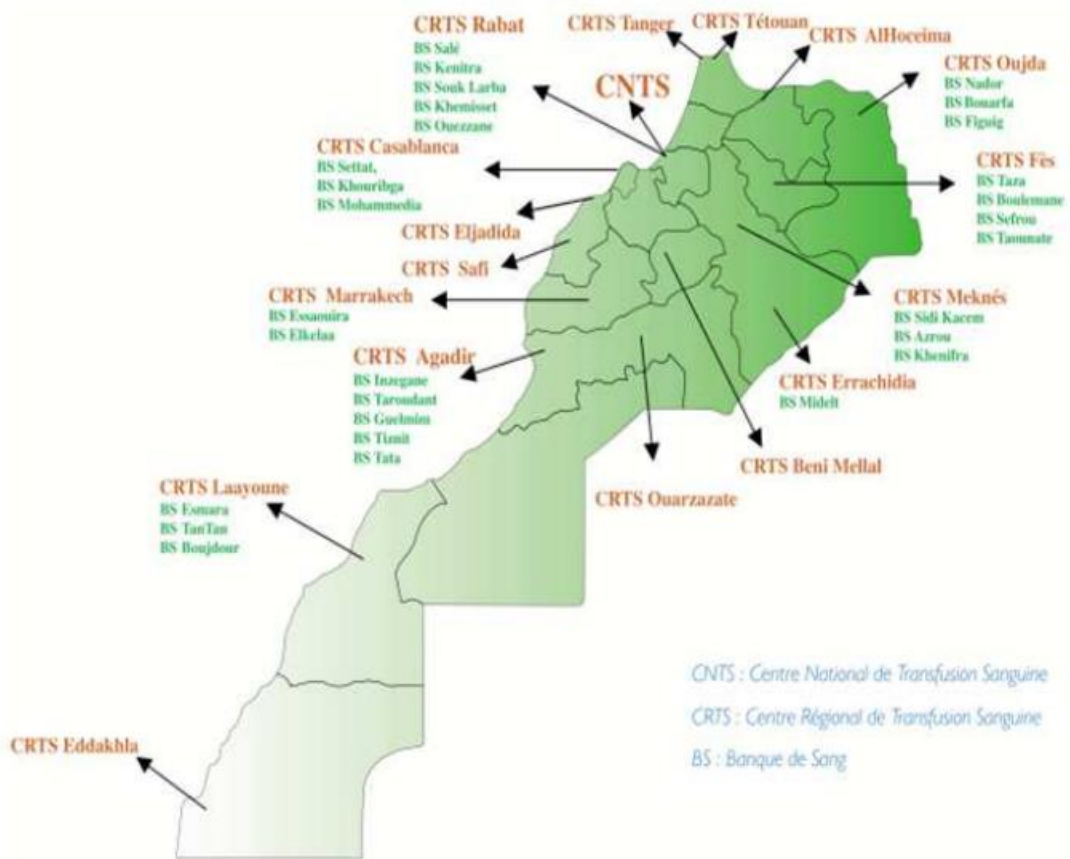 CRTS Rabat
BS Salé
BS Kenitra
BS Souk Larba
BS Khemisset
BS Ouezzane
CRTS Tanger
CRTS Tétouan
CRTS AlHoceima
CNTS
CRTS Oujda
BS Nador
BS Bouarfa
BS Figuig
CRTS Casablanca
BS Settat,
BS Khouribga
BS Mohammedia
CRTS Fès
BS Taza
BS Boulemane
BS Sefrou
BS Taounate
CRTS Eljadida
CRTS Safi
CRTS Marrakech
BS Essaouira
BS Elkelaa
CRTS Meknés
BS Sidi Kacem
BS Azrou
BS Khenifra
CRTS Agadir
BS Inzegane
BS Taroudant
BS Guelmim
BS Tiznit
BS Tata
CRTS Errachidia
BS Midelt
CRTS Beni Mellal
CRTS Ouarzazate
CRTS Laayoune
BS Esmara
BS TanTan
BS Boujdour
CRTS Eddakhla
CNTS : Centre National de Transfusion Sanguine
CRTS : Centre Régional de Transfusion Sanguine
BS : Banque de Sang